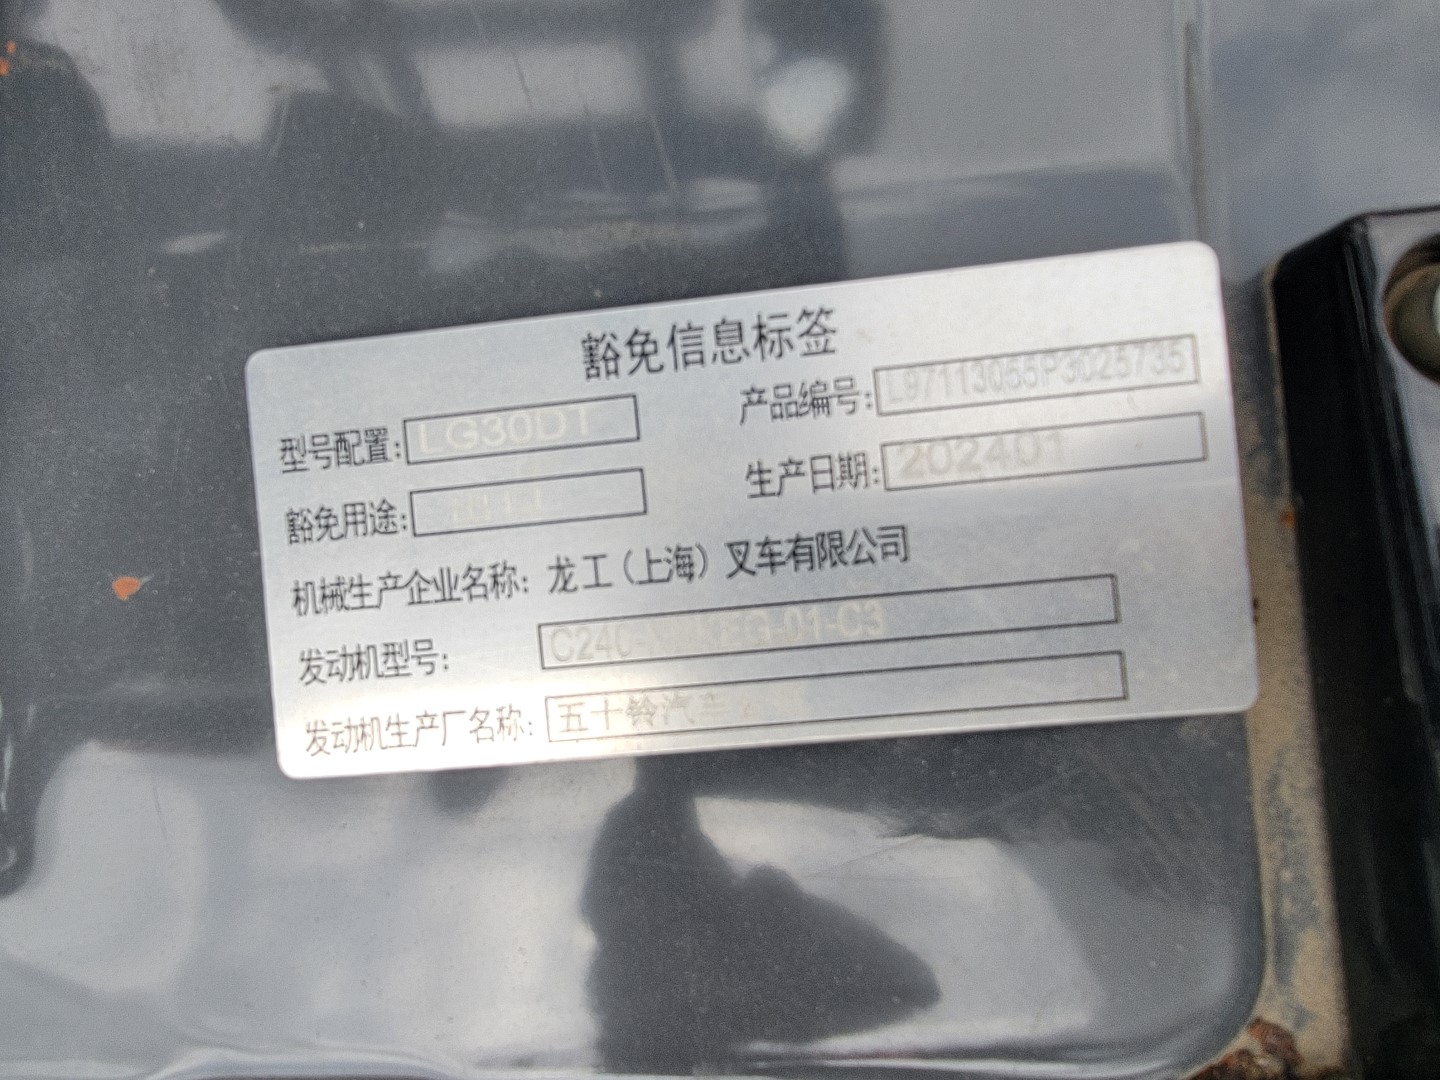 豁免信息标签
型号配置: LG30DT 产品编号: L97113055P3025735
豁免用途: 生产日期: 202401
机械生产企业名称: 龙工（上海）叉车有限公司
发动机型号:
发动机生产厂名称: 五十铃汽车